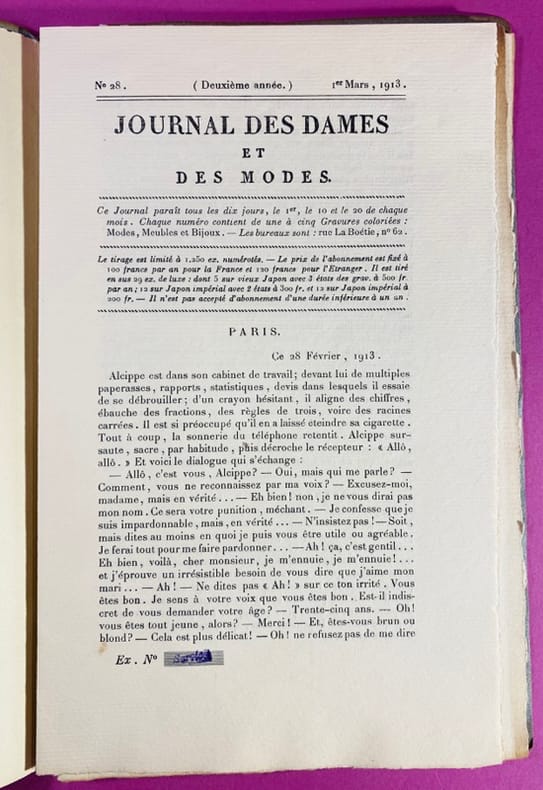 No 28.
( Deuxième année. )
1er Mars, 1913.
JOURNAL DES DAMES
ET
DES MODES.
Ce Journal paraît tous les dix jours, le 1er, le 10 et le 20 de chaque
mois. Chaque numéro contient de une à cinq Gravures coloriées :
Modes, Meubles et Bijoux. — Les bureaux sont : rue La Boëtie, no 62.
Le tirage est limité à 1.250 ex. numérotés. — Le prix de l'abonnement est fixé à
100 francs par an pour la France et 120 francs pour l'Etranger. Il est tiré
en sus 29 ex. de luxe : dont 5 sur vieux Japon avec 3 états des grav. à 500 fr.
par an ; 12 sur Japon impérial avec 2 états à 300 fr. et 12 sur Japon impérial à
200 fr. — Il n'est pas accepté d'abonnement d'une durée inférieure à un an.
PARIS.
Ce 28 Février, 1913.
Alcippe est dans son cabinet de travail ; devant lui de multiples
paperasses, rapports, statistiques, devis dans lesquels il essaie
de se débrouiller ; d'un crayon hésitant, il aligne des chiffres,
ébauche des fractions, des règles de trois, voire des racines
carrées. Il est si préoccupé qu'il en a laissé éteindre sa cigarette.
Tout à coup, la sonnerie du téléphone retentit. Alcippe sur-
saute, sacre, par habitude, puis décroche le récepteur : « Allô,
allô. » Et voici le dialogue qui s'échange :
— Allô, c'est vous, Alcippe? — Oui, mais qui me parle? —
Comment, vous ne reconnaissez par ma voix? — Excusez-moi,
madame, mais en vérité... — Eh bien! non, je ne vous dirai pas
mon nom. Ce sera votre punition, méchant. — Je confesse que je
suis impardonnable, mais, en vérité... — N'insistez pas! — Soit,
mais dites au moins en quoi je puis vous être utile ou agréable.
Je ferai tout pour me faire pardonner... — Ah! ça, c'est gentil...
Eh bien, voilà, cher monsieur, je m'ennuie, je m'ennuie!...
et j'éprouve un irrésistible besoin de vous dire que j'aime mon
mari... — Ah! — Ne dites pas « Ah! » sur ce ton irrité. Vous
êtes bon. Je sens à votre voix que vous êtes bon. Est-il indis-
cret de vous demander votre âge? — Trente-cinq ans. — Oh!
vous êtes tout jeune, alors? — Merci! — Et, êtes-vous brun ou
blond? — Cela est plus délicat! — Oh! ne refusez pas de me dire
Ex. No